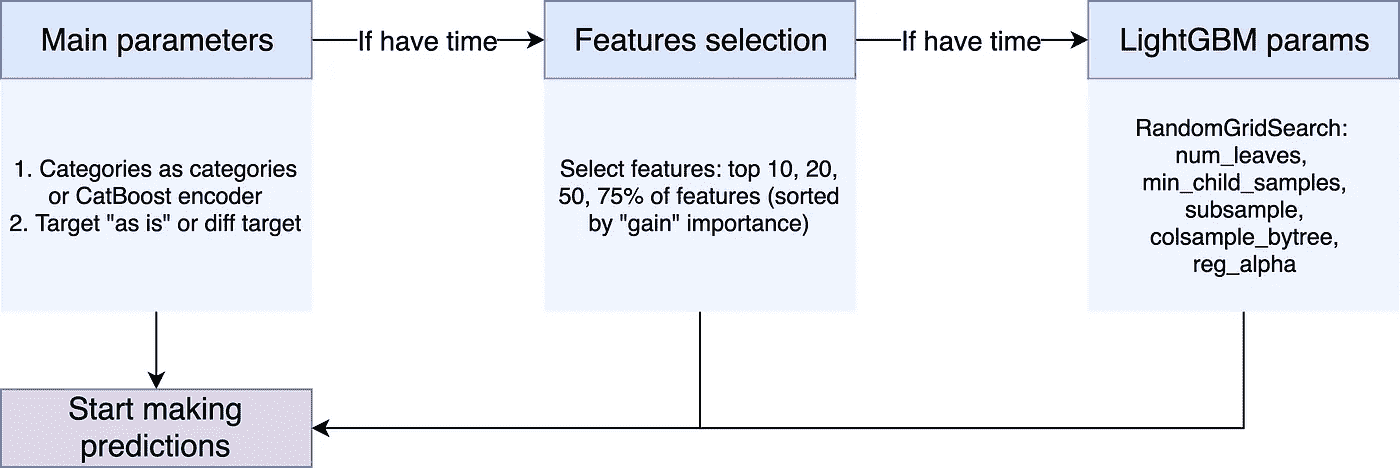 Main parameters
If have time
Features selection
If have time
LightGBM params
1. Categories as categories
or CatBoost encoder
2. Target "as is" or diff target
Select features: top 10, 20,
50, 75% of features (sorted
by "gain" importance)
RandomGridSearch:
num_leaves,
min_child_samples,
subsample,
colsample_bytree,
reg_alpha
Start making
predictions